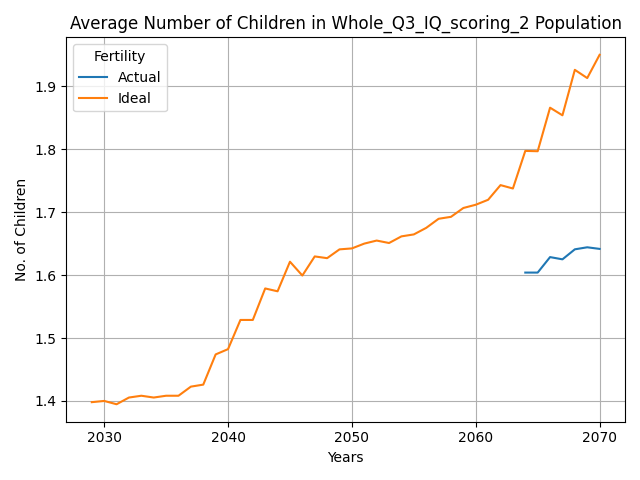 Average Number of Children in Whole_Q3_IQ_scoring_2 Population
Fertility
Actual
Ideal
No. of Children
1.9
1.8
1.7
1.6
1.5
1.4
2030
2040
2050
2060
2070
Years